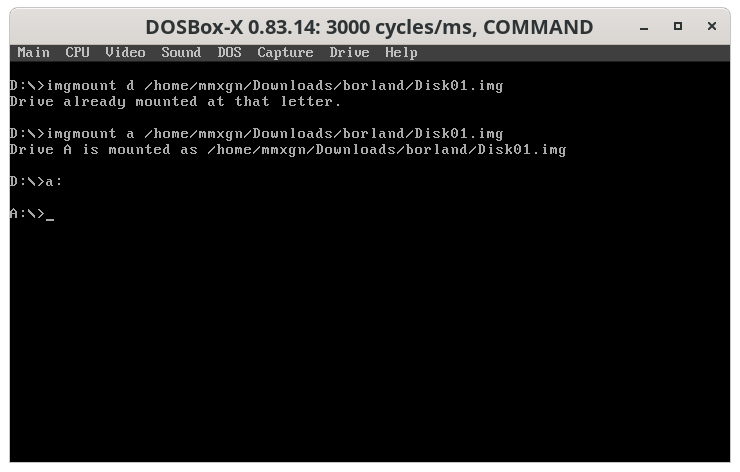 DOSBox-X 0.83.14: 3000 cycles/ms, COMMAND
Main CPU Video Sound DOS Capture Drive Help
D:\>imgmount d /home/mmxgn/Downloads/borland/Disk01.img
Drive already mounted at that letter.
D:\>imgmount a /home/mmxgn/Downloads/borland/Disk01.img
Drive A is mounted as /home/mmxgn/Downloads/borland/Disk01.img
D:\>a:
A:\>_